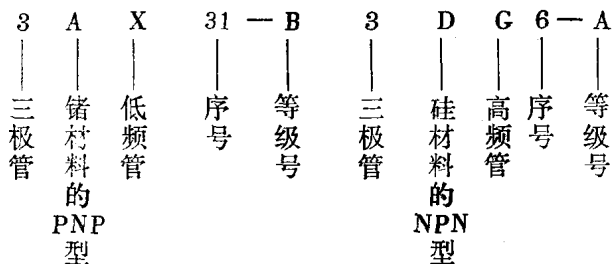 3 A X 31 — B 3 D G 6 — A
三极管
锗材料的PNP型
低频管
序号
等级号
三极管
硅材料的NPN型
高频管
序号
等级号